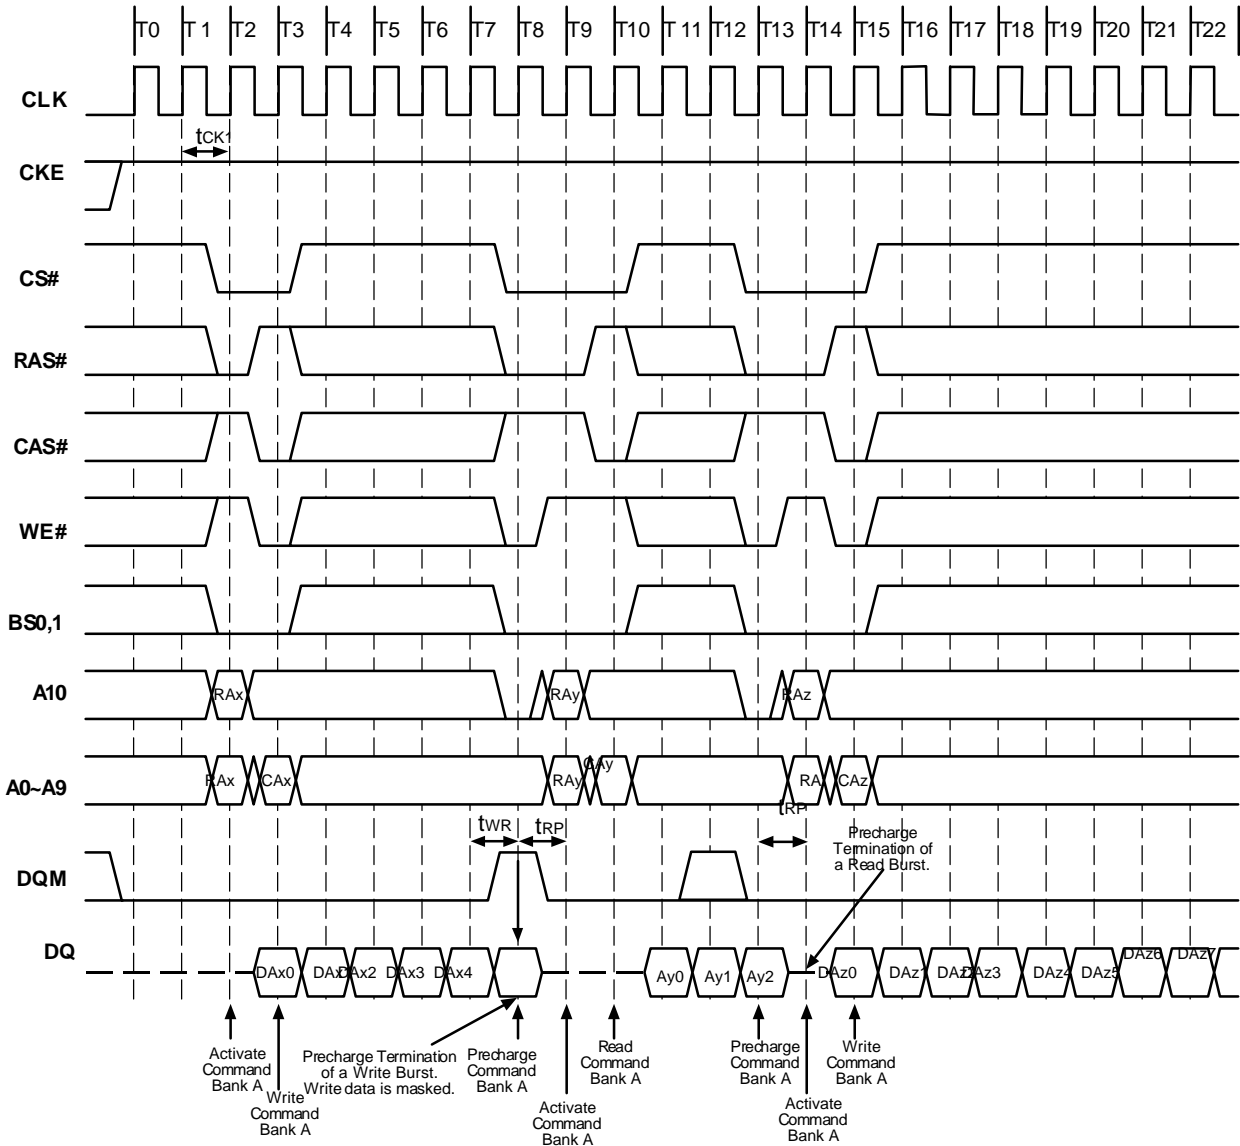 T0 T 1 T2 T3 T4 T5 T6 T7 T8 T9 T10 T 11 T12 T13 T14 T15 T16 T17 T18 T19 T20 T21 T22
CLK
tCK1
CKE
CS#
RAS#
CAS#
WE#
BS0,1
A10
RAx RAy RAz
A0~A9
RAx CAx RAy CAy RA CAz
tWR tRP tRP
DQM
Precharge
Termination of
a Read Burst.
DQ
DAx0 DAx1 DAx2 DAx3 DAx4 Ay0 Ay1 Ay2 DAz0 DAz1 DAz2 DAz3 DAz4 DAz5 DAz6 DAz7
Activate
Command
Bank A
Write
Command
Bank A
Precharge Termination
of a Write Burst.
Write data is masked.
Precharge
Command
Bank A
Activate
Command
Bank A
Read
Command
Bank A
Precharge
Command
Bank A
Activate
Command
Bank A
Write
Command
Bank A